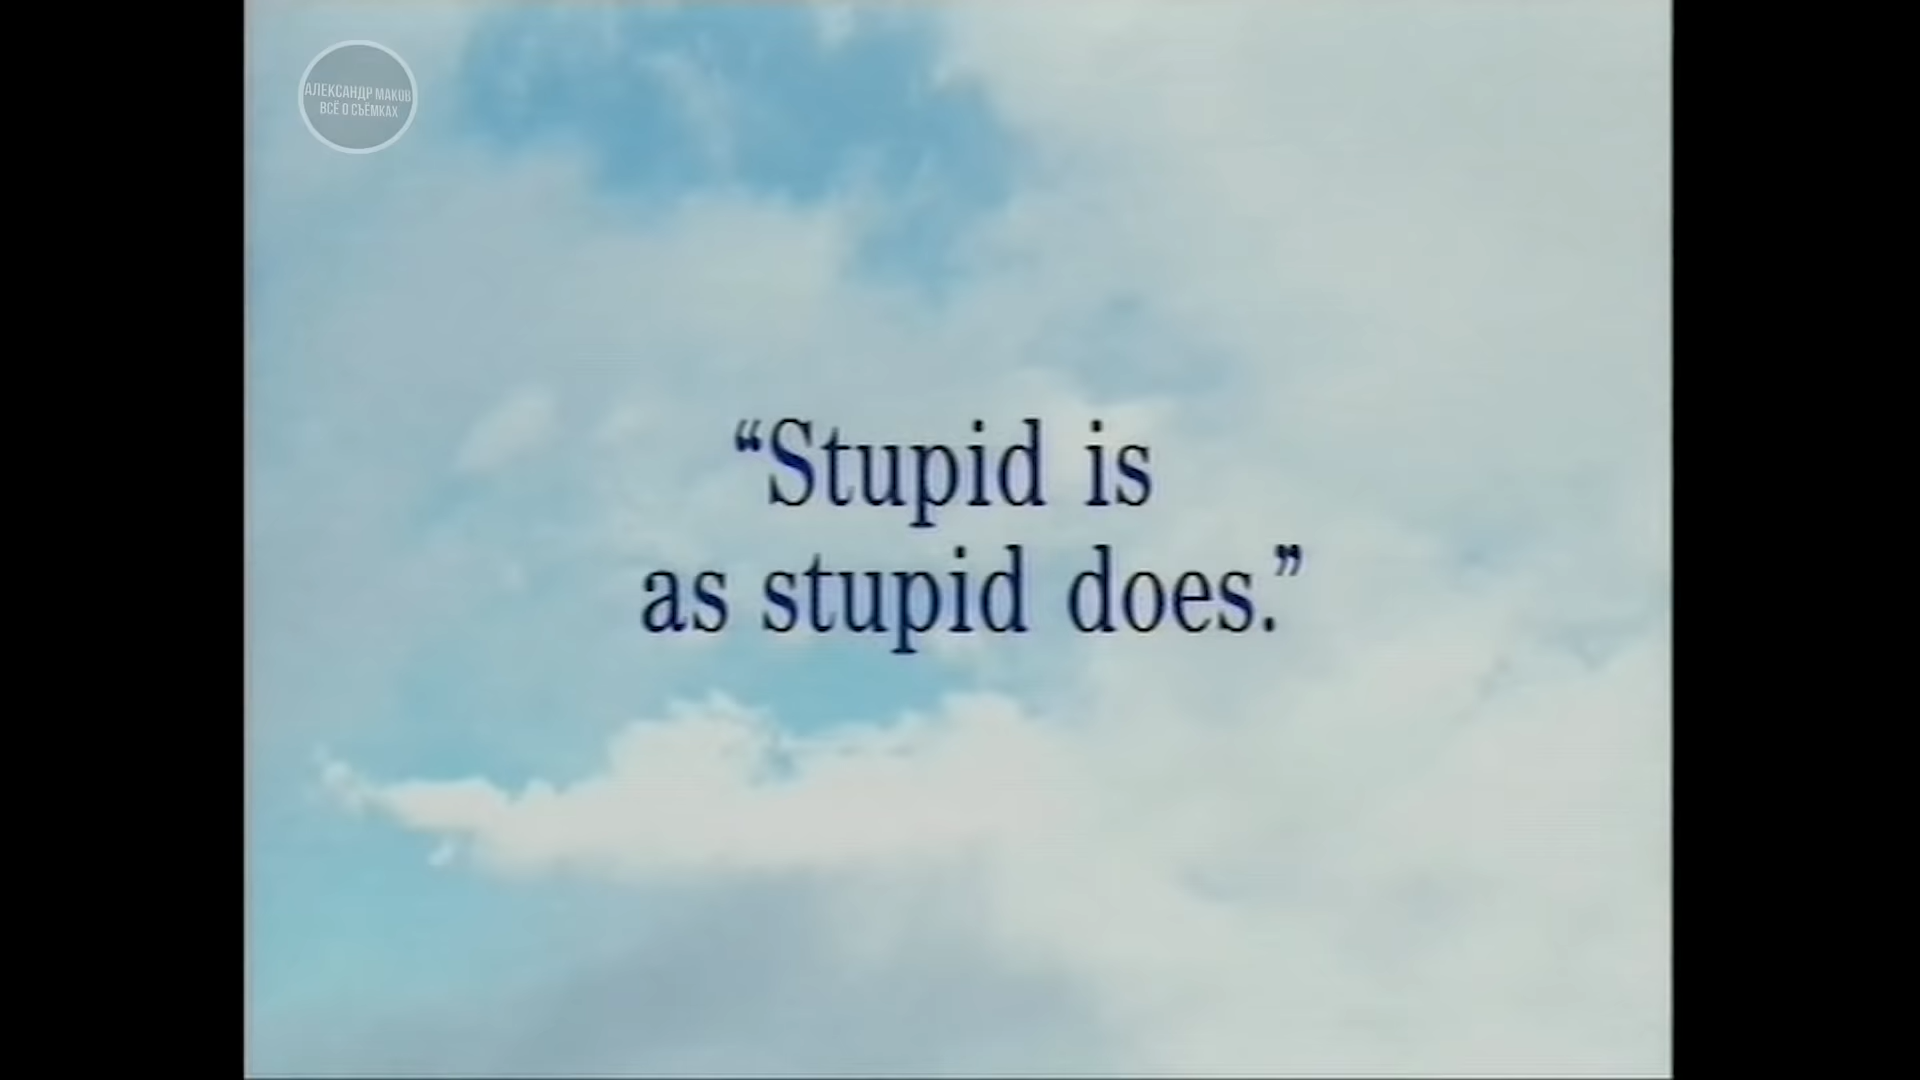 АЛЕКСАНДР МАКОВ
ВСЁ О СЪЁМКАХ
“Stupid is
as stupid does.”